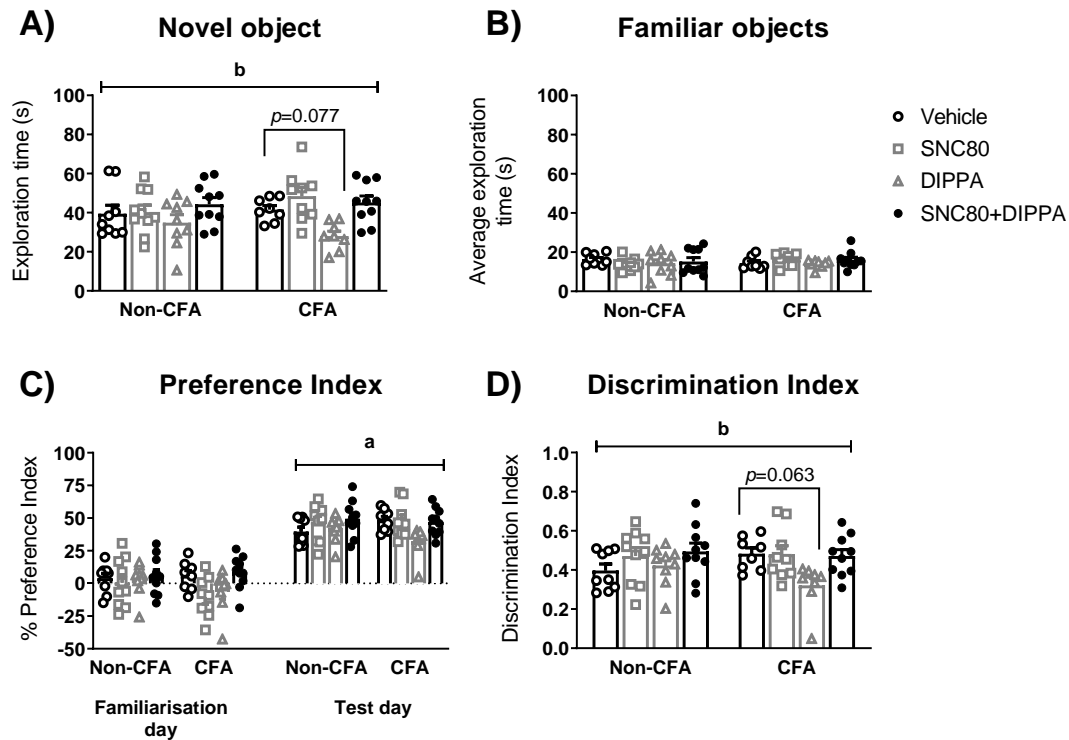 A) Novel object
b
p=0.077
Exploration time (s)
100
80
60
40
20
0
Non-CFA CFA
B) Familiar objects
Average exploration
time (s)
100
80
60
40
20
0
Non-CFA CFA
Vehicle
SNC80
DIPPA
SNC80+DIPPA
C) Preference Index
a
% Preference Index
100
75
50
25
0
-25
-50
Non-CFA CFA Non-CFA CFA
Familiarisation
day
Test day
D) Discrimination Index
b
p=0.063
Discrimination Index
1.0
0.8
0.6
0.4
0.2
0.0
Non-CFA CFA